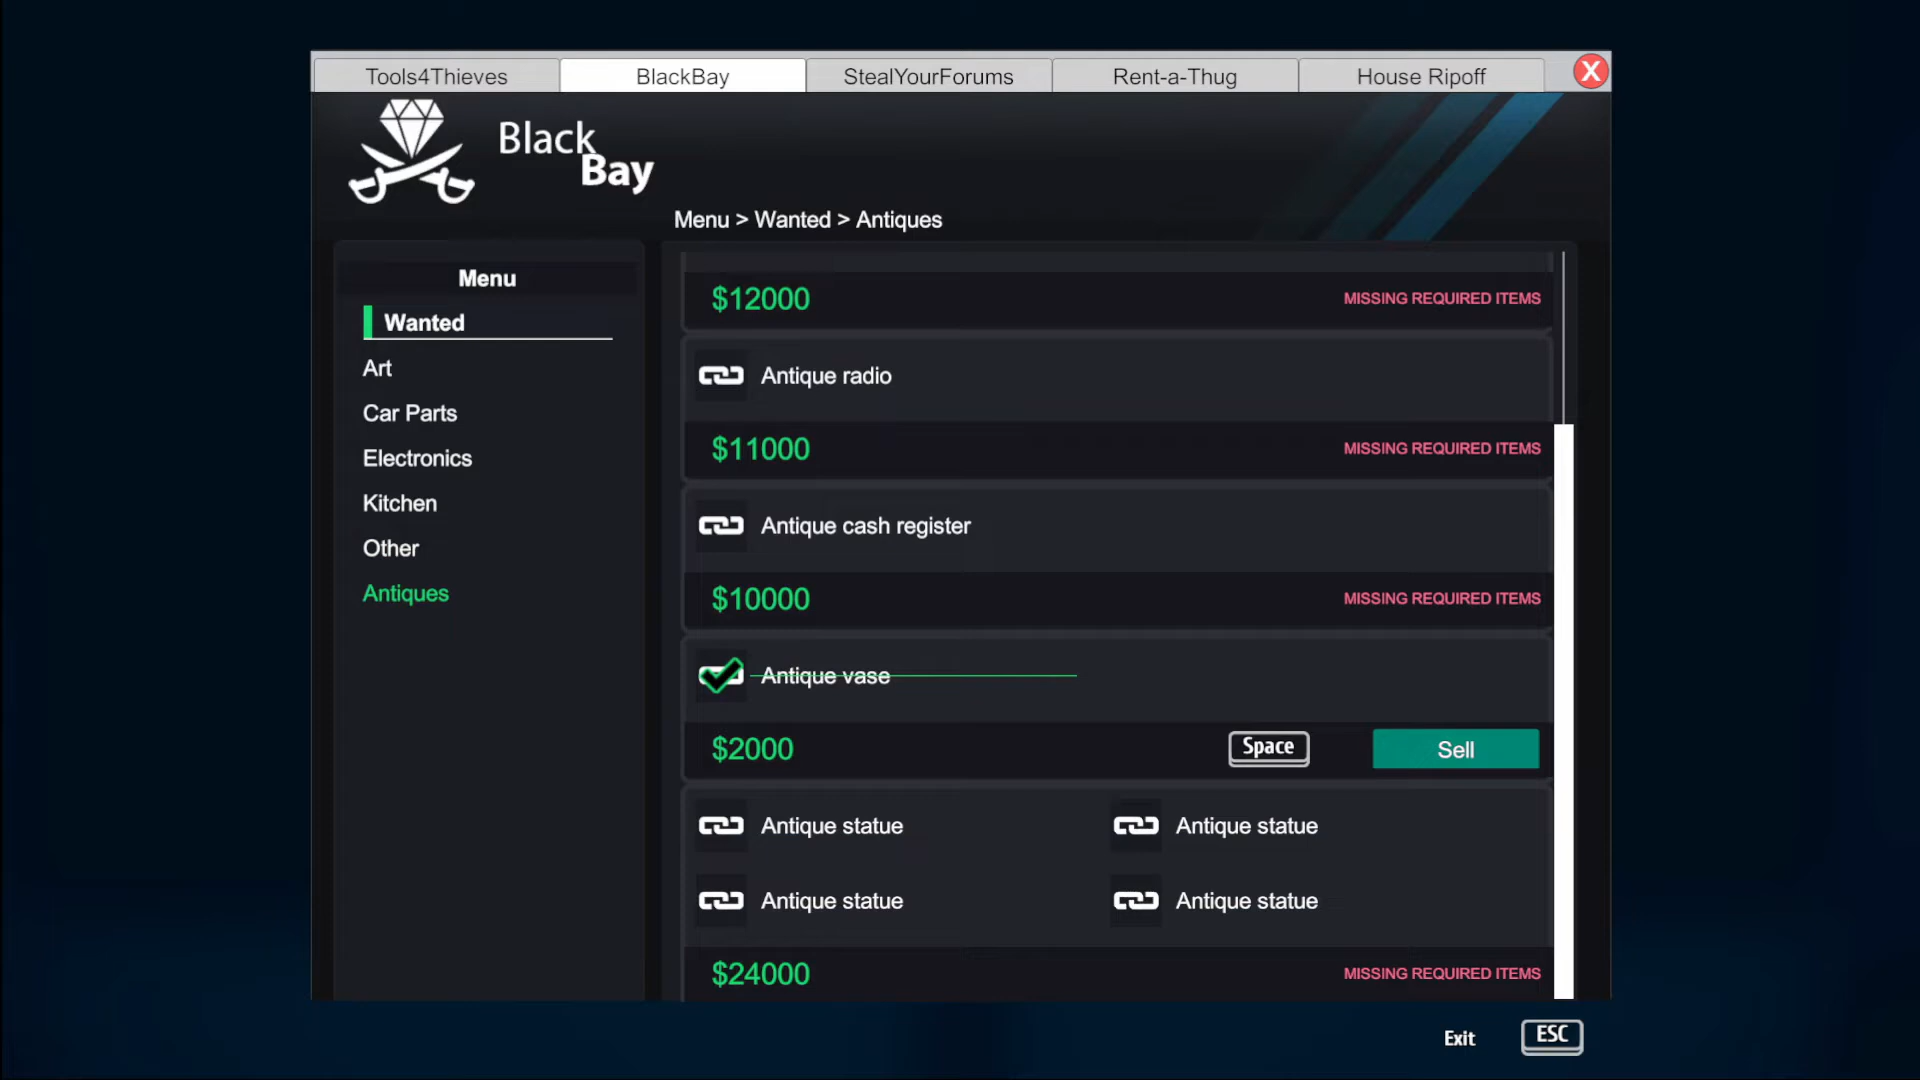 Tools4Thieves
BlackBay
StealYourForums
Rent-a-Thug
House Ripoff
X
Black
Bay
Menu > Wanted > Antiques
Menu
Wanted
Art
Car Parts
Electronics
Kitchen
Other
Antiques
$12000
MISSING REQUIRED ITEMS
Antique radio
$11000
MISSING REQUIRED ITEMS
Antique cash register
$10000
MISSING REQUIRED ITEMS
Antique vase
$2000
Space
Sell
Antique statue
Antique statue
Antique statue
Antique statue
$24000
MISSING REQUIRED ITEMS
Exit
ESC